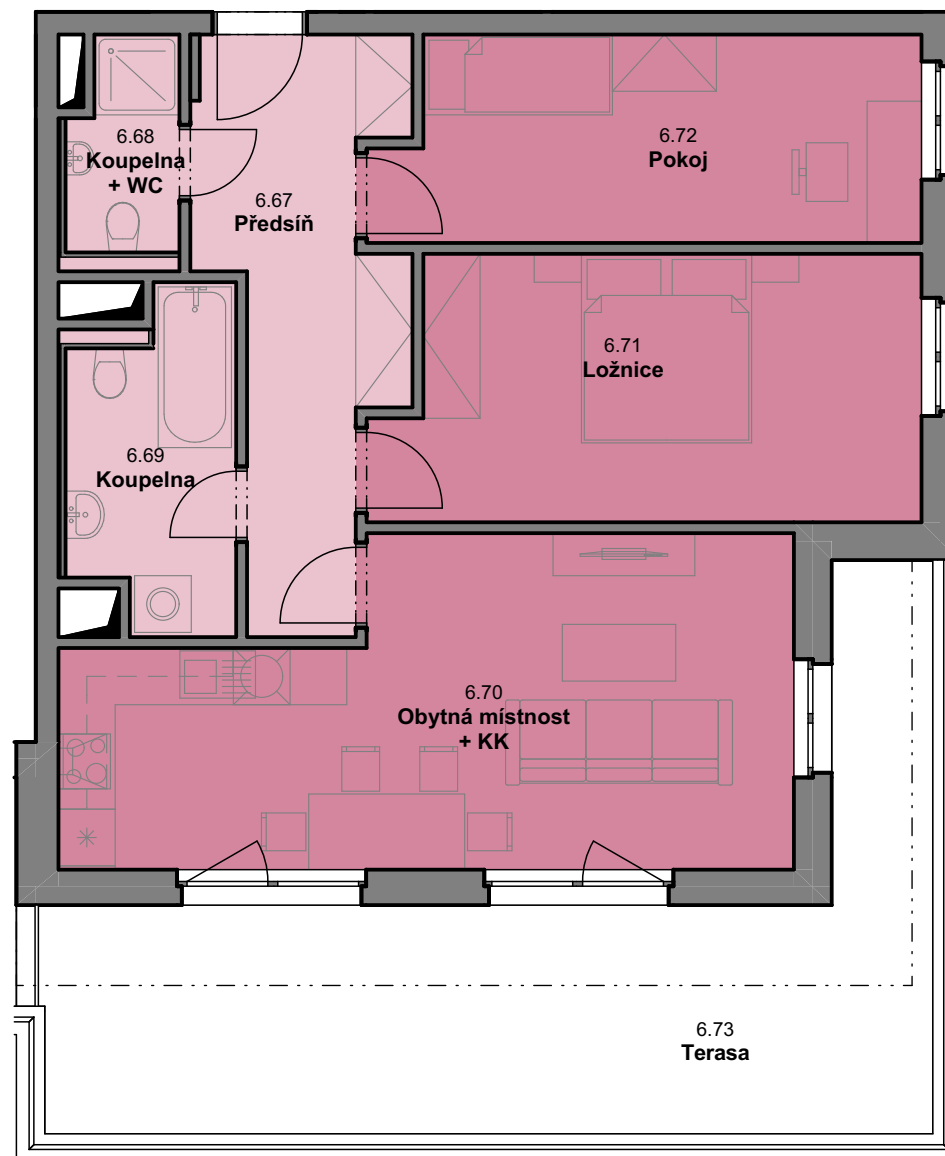 6.68
Koupelna
+ WC
6.72
Pokoj
6.67
Předsíň
6.71
Ložnice
6.69
Koupelna
6.70
Obytná místnost
+ KK
6.73
Terasa